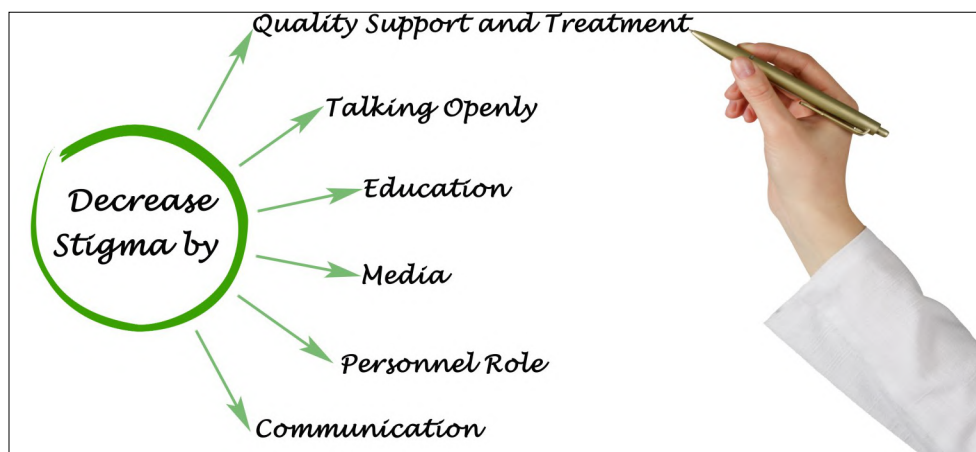 Quality Support and Treatment
Talking Openly
Decrease
Stigma by
Education
Media
Personnel Role
Communication